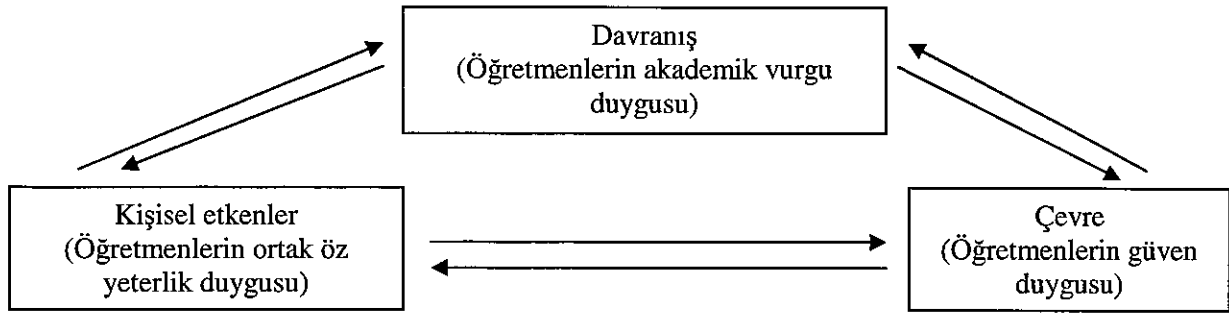 Davranış
(Öğretmenlerin akademik vurgu
duygusu)
Kişisel etkenler
(Öğretmenlerin ortak öz
yeterlik duygusu)
Çevre
(Öğretmenlerin güven
duygusu)